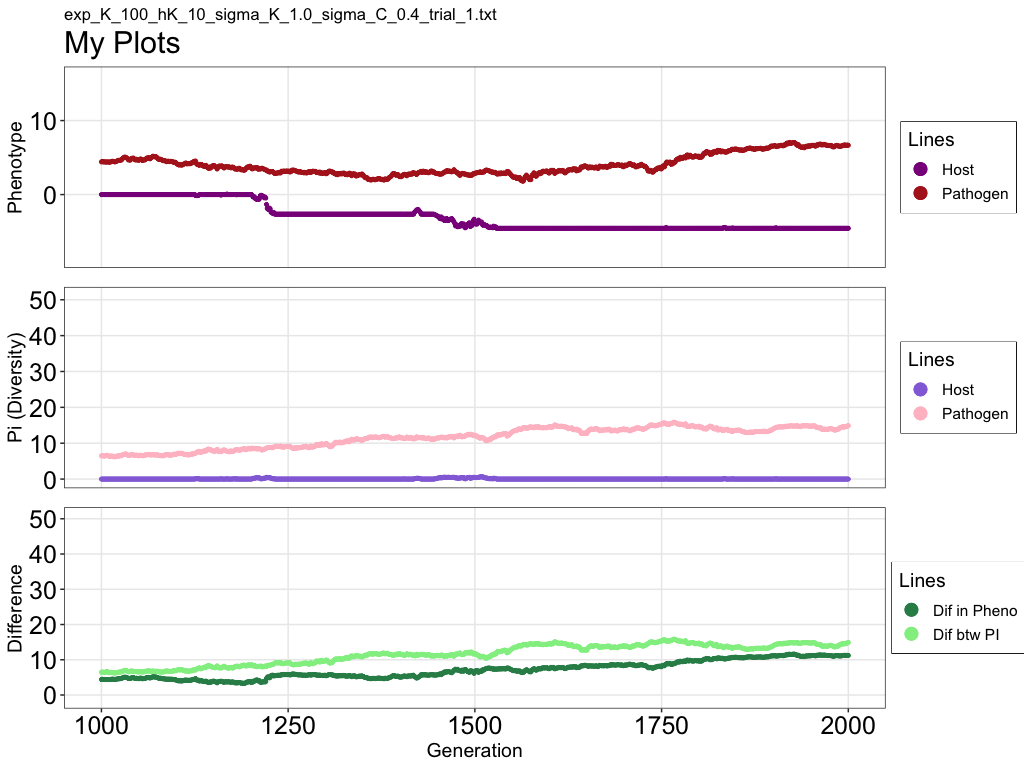 exp_K_100_hK_10_sigma_K_1.0_sigma_C_0.4_trial_1.txt
My Plots
Phenotype
10
0
Lines
Host
Pathogen
Pi (Diversity)
50
40
30
20
10
0
Lines
Host
Pathogen
Difference
50
40
30
20
10
0
Lines
Dif in Pheno
Dif btw PI
1000 1250 1500 1750 2000
Generation